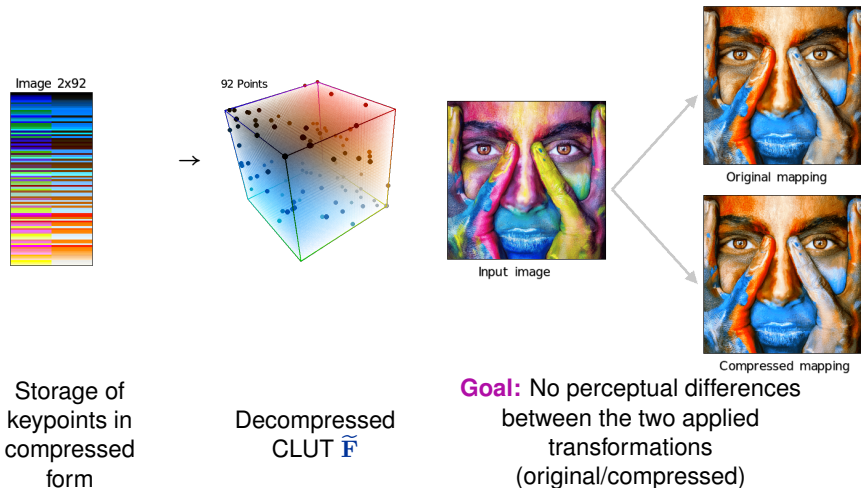 Image 2x92
92 Points
→
Input image
Original mapping
Compressed mapping
Storage of
keypoints in
compressed
form
Decompressed
CLUT F̃
Goal: No perceptual differences
between the two applied
transformations
(original/compressed)